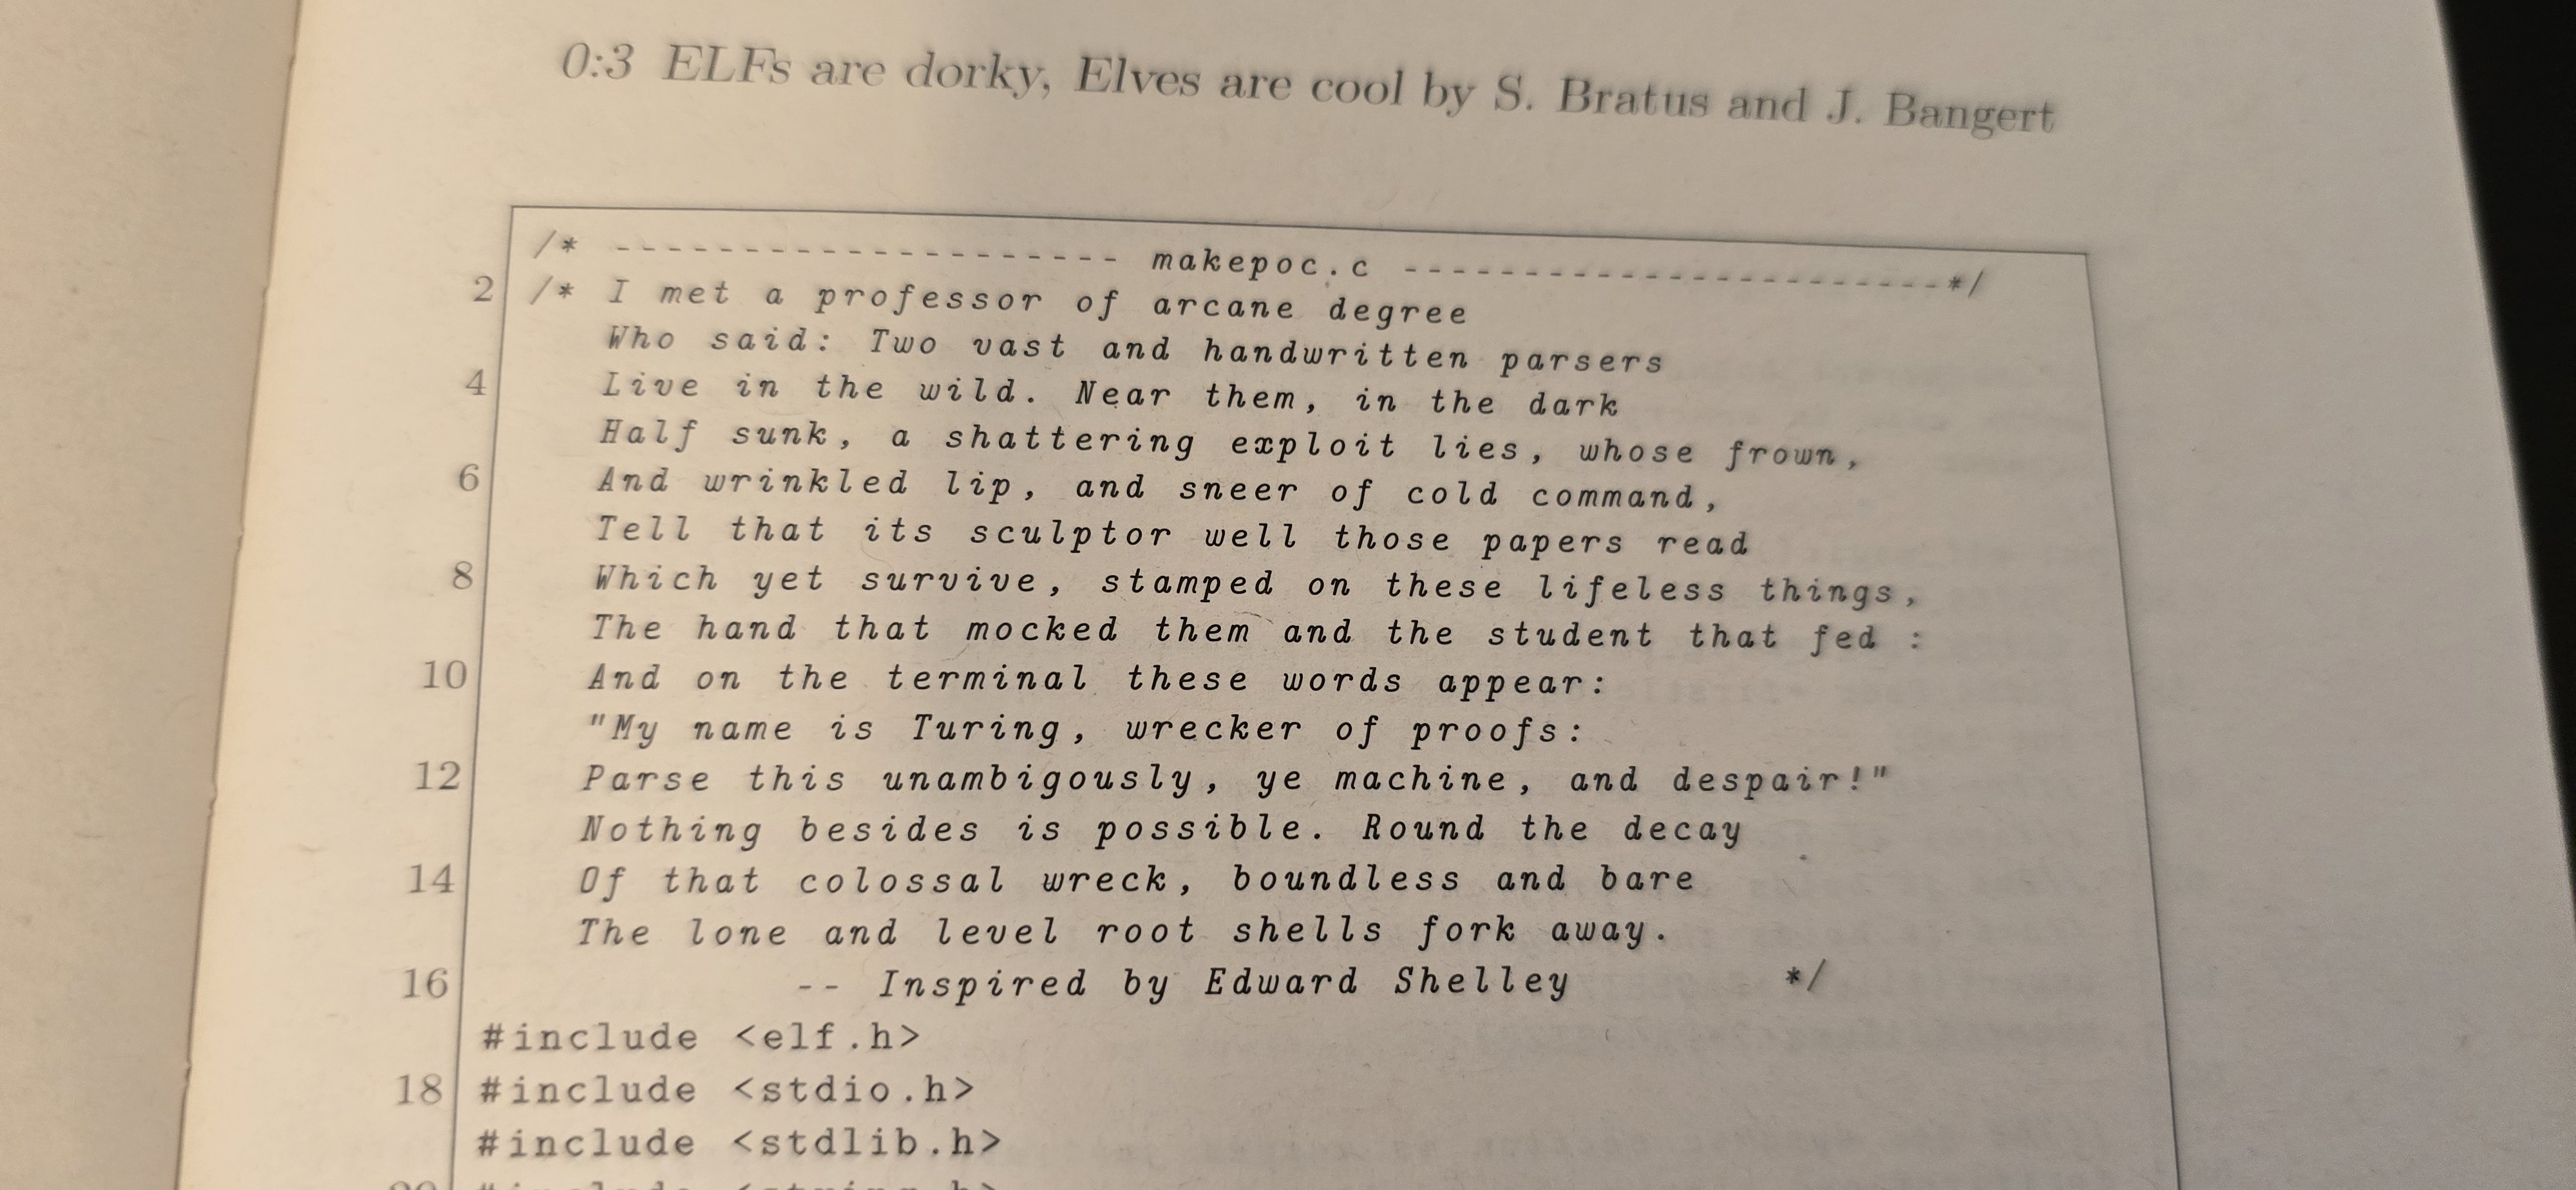 0:3 ELFs are dorky, Elves are cool by S. Bratus and J. Bangert
/* -------------------- makepoc.c ---------------------*/
2 /* I met a professor of arcane degree
Who said: Two vast and handwritten parsers
4 Live in the wild. Near them, in the dark
Half sunk, a shattering exploit lies, whose frown,
6 And wrinkled lip, and sneer of cold command,
Tell that its sculptor well those papers read
8 Which yet survive, stamped on these lifeless things,
The hand that mocked them and the student that fed :
10 And on the terminal these words appear:
"My name is Turing, wrecker of proofs:
12 Parse this unambigously, ye machine, and despair!"
Nothing besides is possible. Round the decay
14 Of that colossal wreck, boundless and bare
The lone and level root shells fork away.
16 -- Inspired by Edward Shelley */
#include <elf.h>
18 #include <stdio.h>
#include <stdlib.h>
20 #include <string.h>